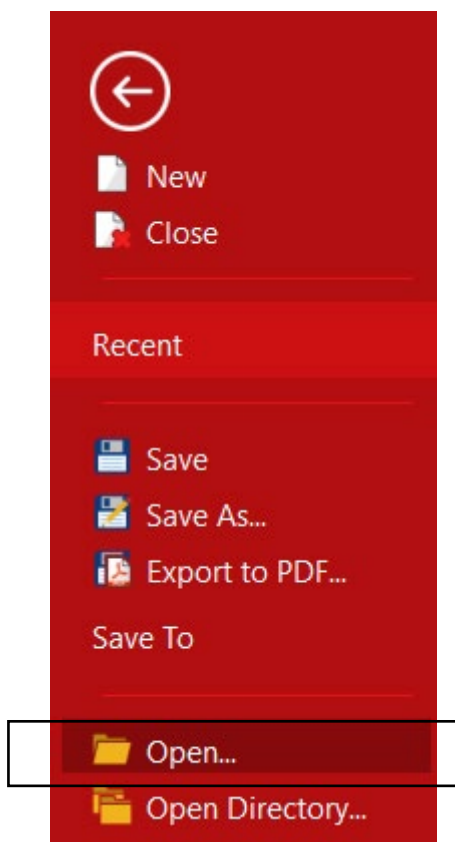 New
Close
Recent
Save
Save As...
Export to PDF...
Save To
Open...
Open Directory...